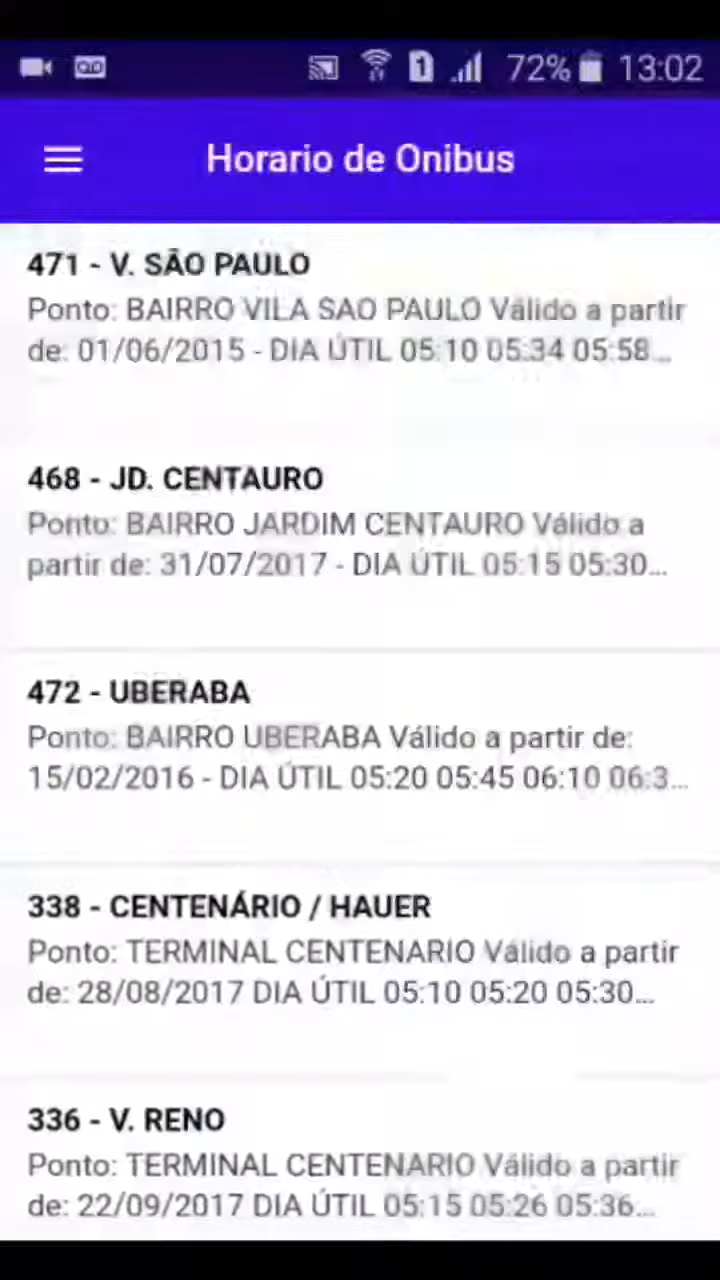 1 72% 13:02
Horario de Onibus
471 - V. SÃO PAULO
Ponto: BAIRRO VILA SAO PAULO Válido a partir
de: 01/06/2015 - DIA ÚTIL 05:10 05:34 05:58...
468 - JD. CENTAURO
Ponto: BAIRRO JARDIM CENTAURO Válido a
partir de: 31/07/2017 - DIA ÚTIL 05:15 05:30...
472 - UBERABA
Ponto: BAIRRO UBERABA Válido a partir de:
15/02/2016 - DIA ÚTIL 05:20 05:45 06:10 06:3...
338 - CENTENÁRIO / HAUER
Ponto: TERMINAL CENTENARIO Válido a partir
de: 28/08/2017 DIA ÚTIL 05:10 05:20 05:30...
336 - V. RENO
Ponto: TERMINAL CENTENARIO Válido a partir
de: 22/09/2017 DIA ÚTIL 05:15 05:26 05:36...